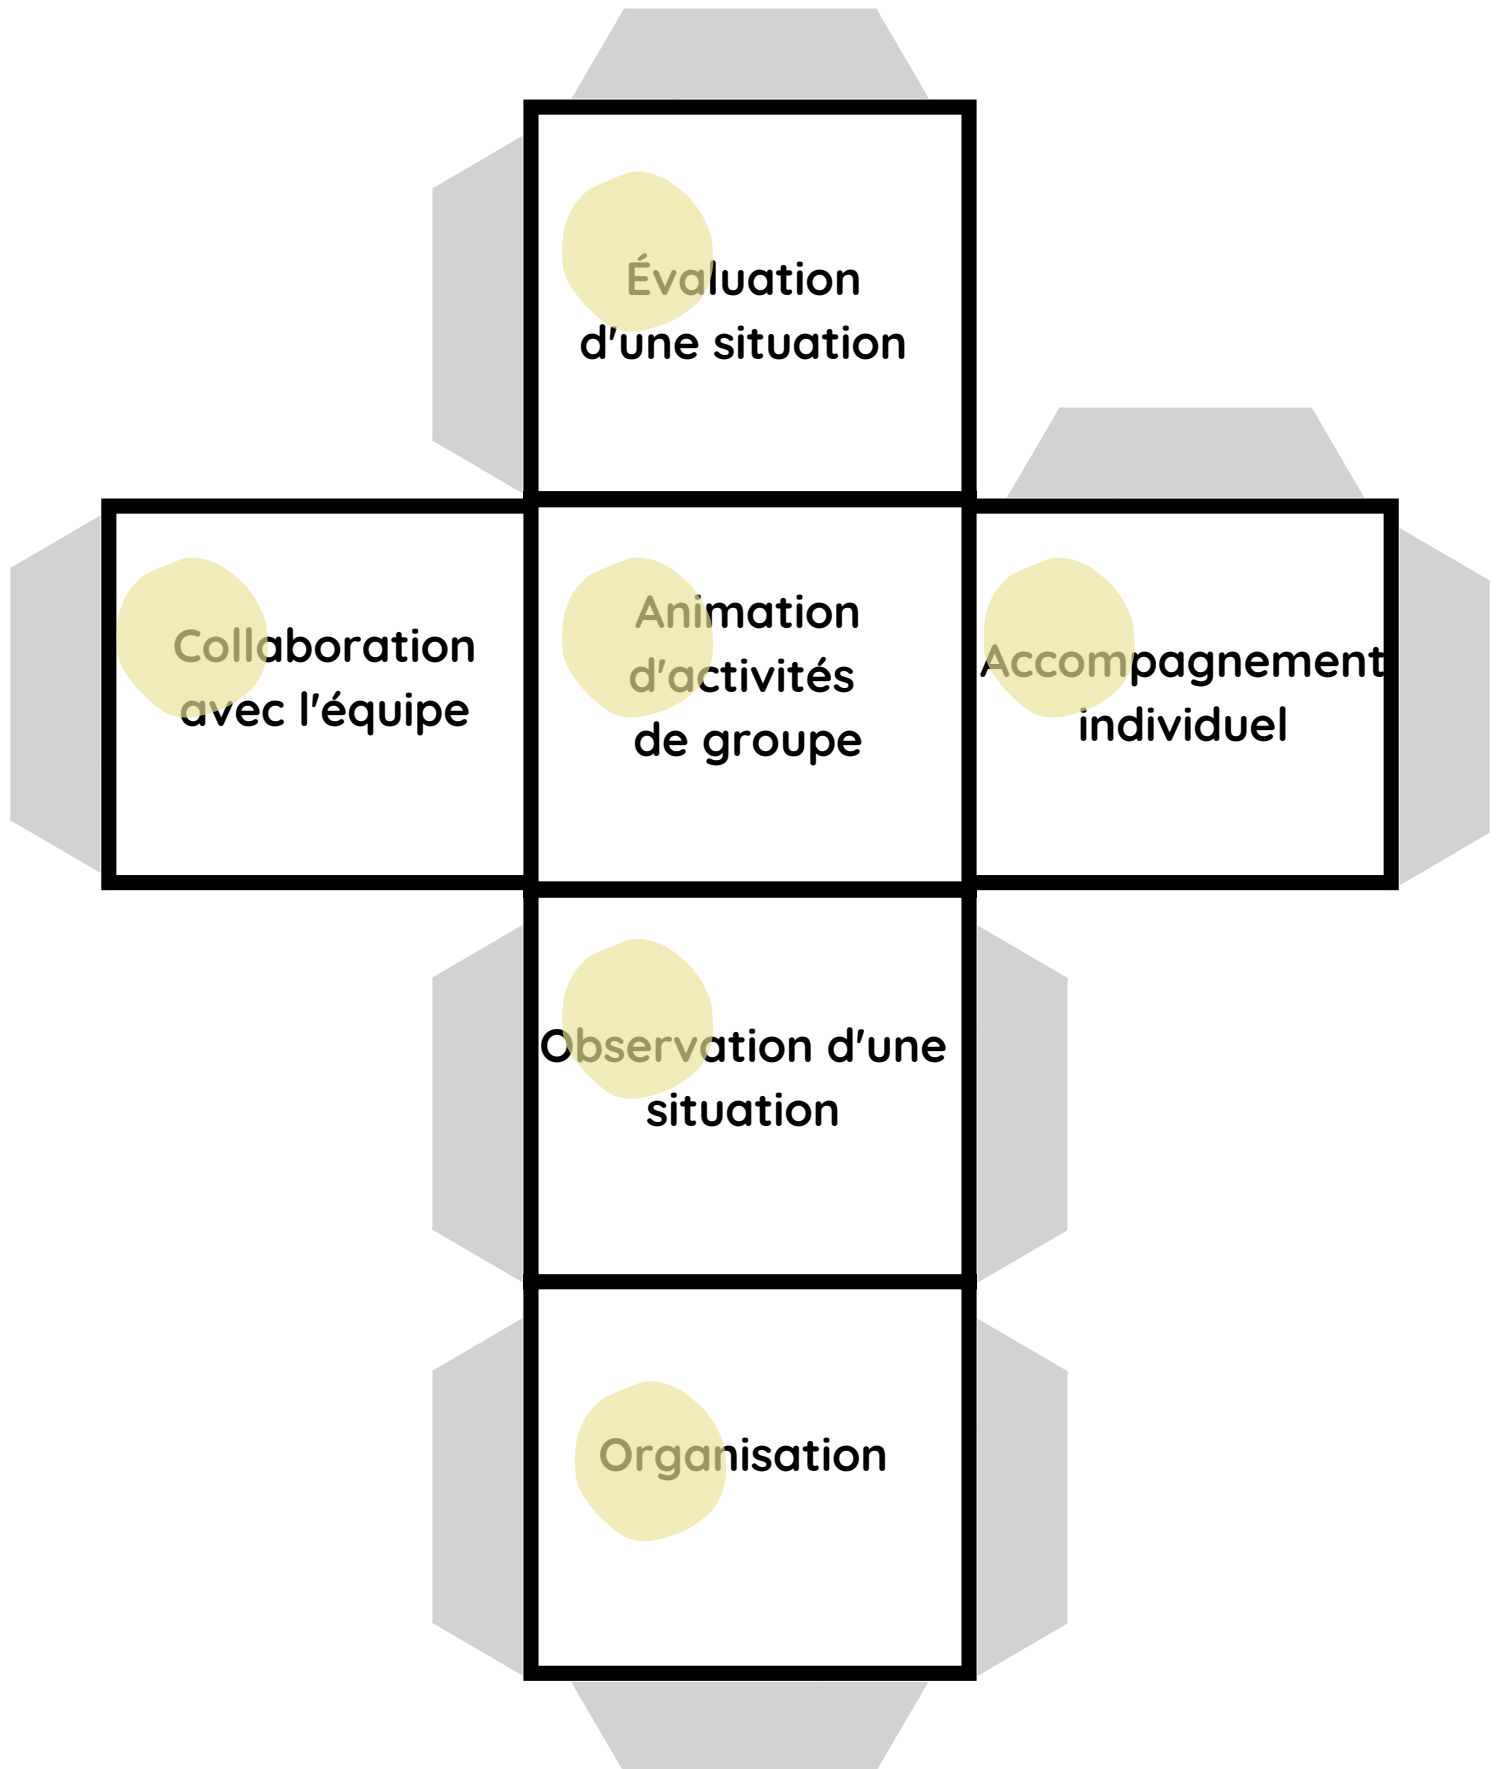 Évaluation
d'une situation
Collaboration
avec l'équipe
Animation
d'activités
de groupe
Accompagnement
individuel
Observation d'une
situation
Organisation